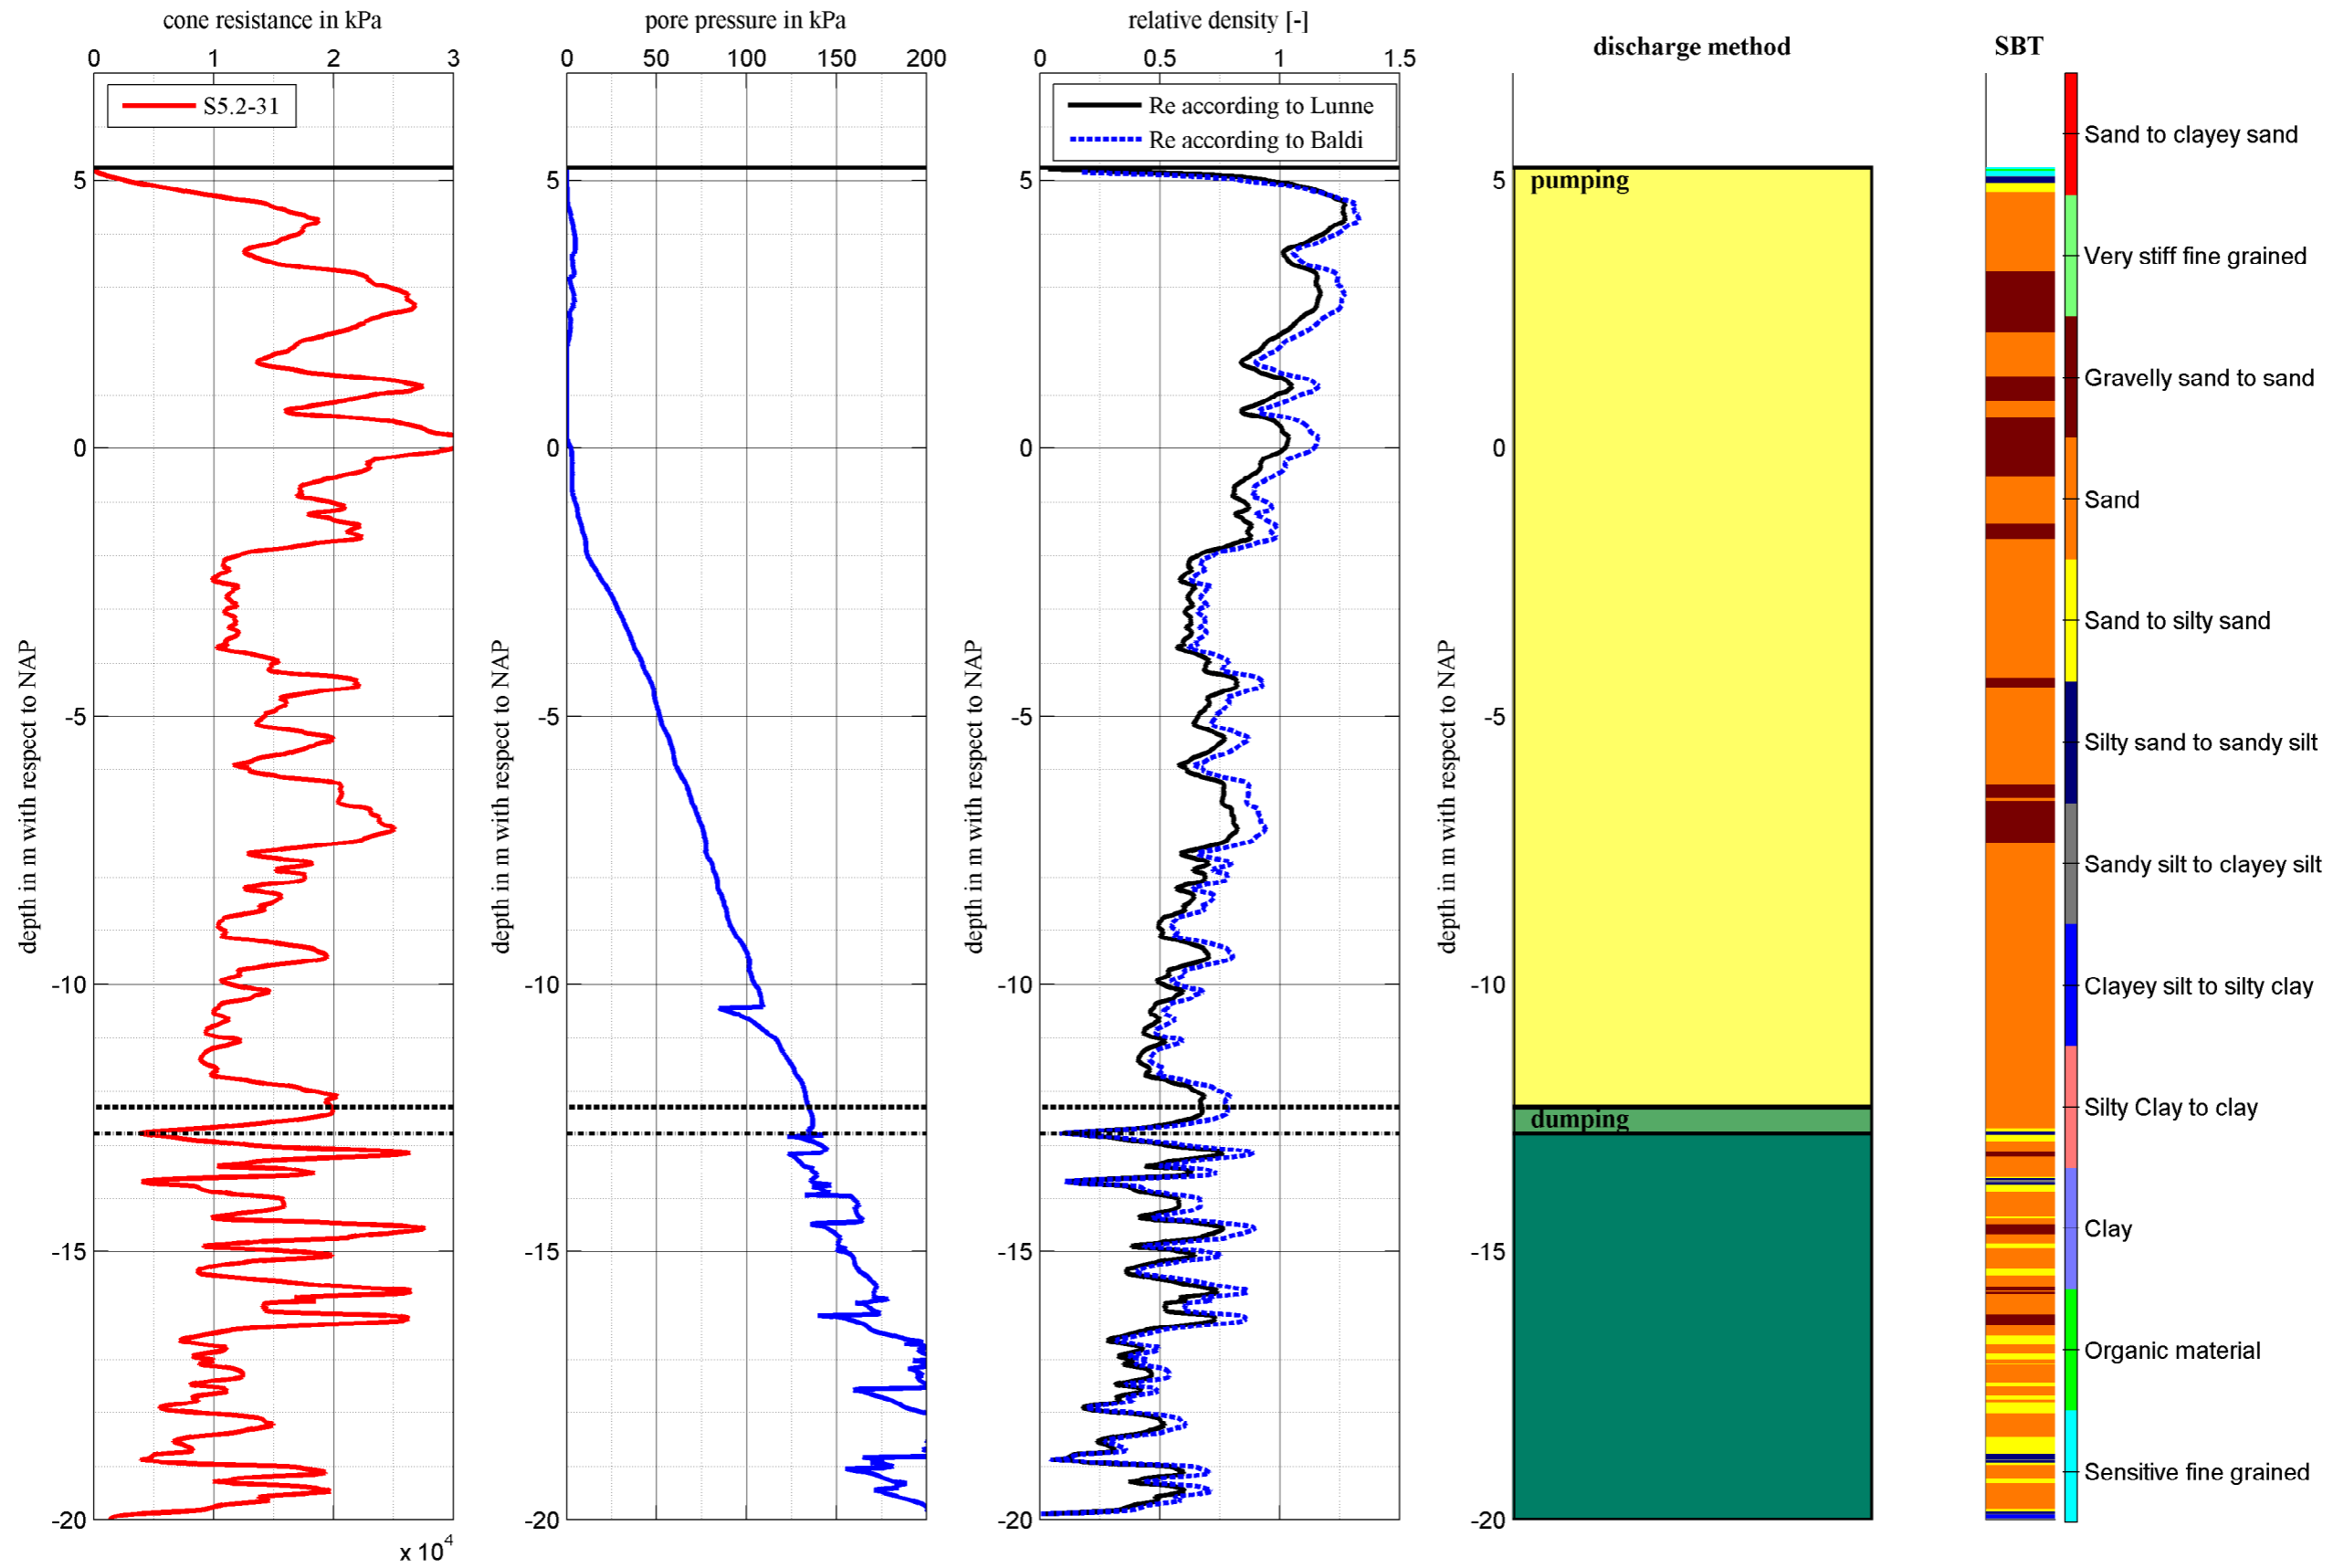 cone resistance in kPa
0 1 2 3
S5.2-31
5
0
-5
-10
-15
-20
x 10^4
depth in m with respect to NAP
pore pressure in kPa
0 50 100 150 200
5
0
-5
-10
-15
-20
depth in m with respect to NAP
relative density [-]
0 0.5 1 1.5
Re according to Lunne
Re according to Baldi
5
0
-5
-10
-15
-20
depth in m with respect to NAP
discharge method
5
0
-5
-10
-15
-20
depth in m with respect to NAP
pumping
dumping
SBT
Sand to clayey sand
Very stiff fine grained
Gravelly sand to sand
Sand
Sand to silty sand
Silty sand to sandy silt
Sandy silt to clayey silt
Clayey silt to silty clay
Silty Clay to clay
Clay
Organic material
Sensitive fine grained